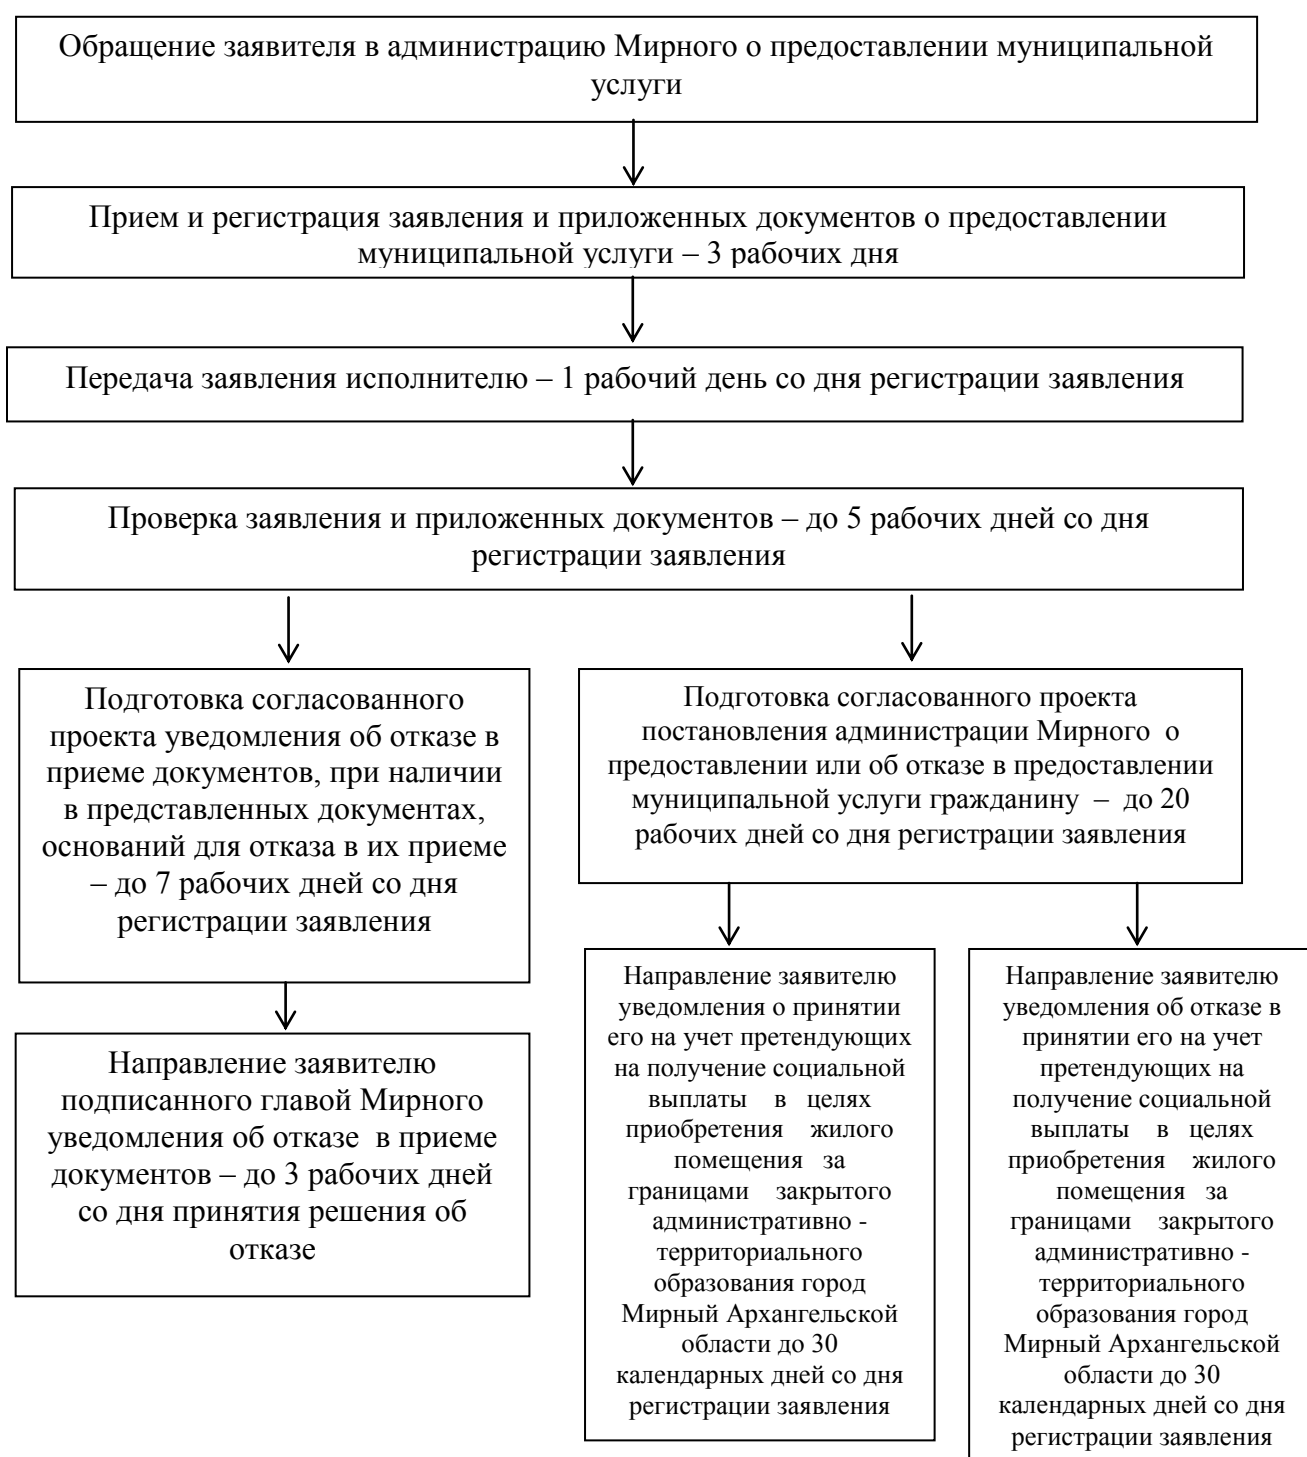 Обращение заявителя в администрацию Мирного о предоставлении муниципальной
услуги
Прием и регистрация заявления и приложенных документов о предоставлении
муниципальной услуги – 3 рабочих дня
Передача заявления исполнителю – 1 рабочий день со дня регистрации заявления
Проверка заявления и приложенных документов – до 5 рабочих дней со дня
регистрации заявления
Подготовка согласованного
проекта уведомления об отказе в
приеме документов, при наличии
в представленных документах,
оснований для отказа в их приеме
– до 7 рабочих дней со дня
регистрации заявления
Подготовка согласованного проекта
постановления администрации Мирного о
предоставлении или об отказе в предоставлении
муниципальной услуги гражданину – до 20
рабочих дней со дня регистрации заявления
Направление заявителю
подписанного главой Мирного
уведомления об отказе в приеме
документов – до 3 рабочих дней
со дня принятия решения об
отказе
Направление заявителю
уведомления о принятии
его на учет претендующих
на получение социальной
выплаты в целях
приобретения жилого
помещения за
границами закрытого
административно -
территориального
образования город
Мирный Архангельской
области до 30
календарных дней со дня
регистрации заявления
Направление заявителю
уведомления об отказе в
принятии его на учет
претендующих на
получение социальной
выплаты в целях
приобретения жилого
помещения за
границами закрытого
административно -
территориального
образования город
Мирный Архангельской
области до 30
календарных дней со дня
регистрации заявления